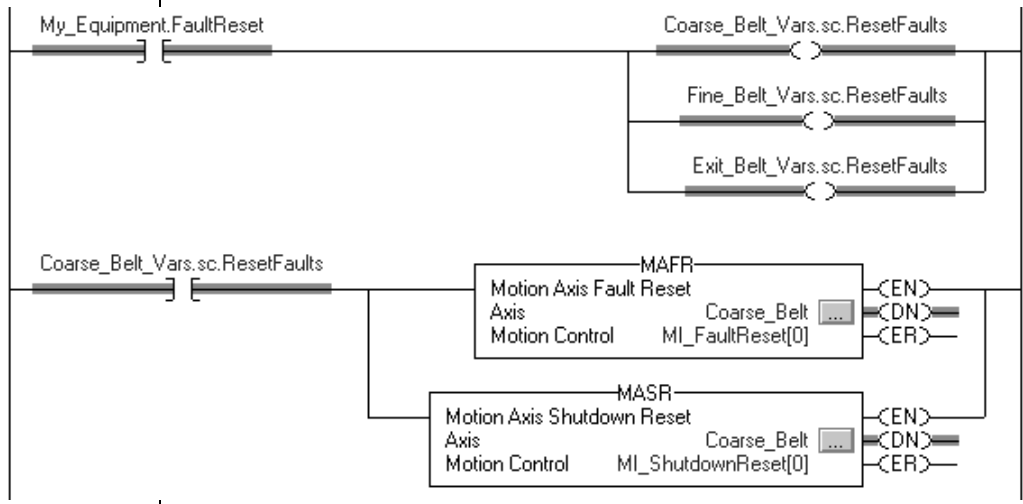 My_Equipment.FaultReset
Coarse_Belt_Vars.sc.ResetFaults
Fine_Belt_Vars.sc.ResetFaults
Exit_Belt_Vars.sc.ResetFaults
Coarse_Belt_Vars.sc.ResetFaults
MAFR
Motion Axis Fault Reset
EN
Axis Coarse_Belt ...
DN
Motion Control MI_FaultReset[0]
ER
MASR
Motion Axis Shutdown Reset
EN
Axis Coarse_Belt ...
DN
Motion Control MI_ShutdownReset[0]
ER